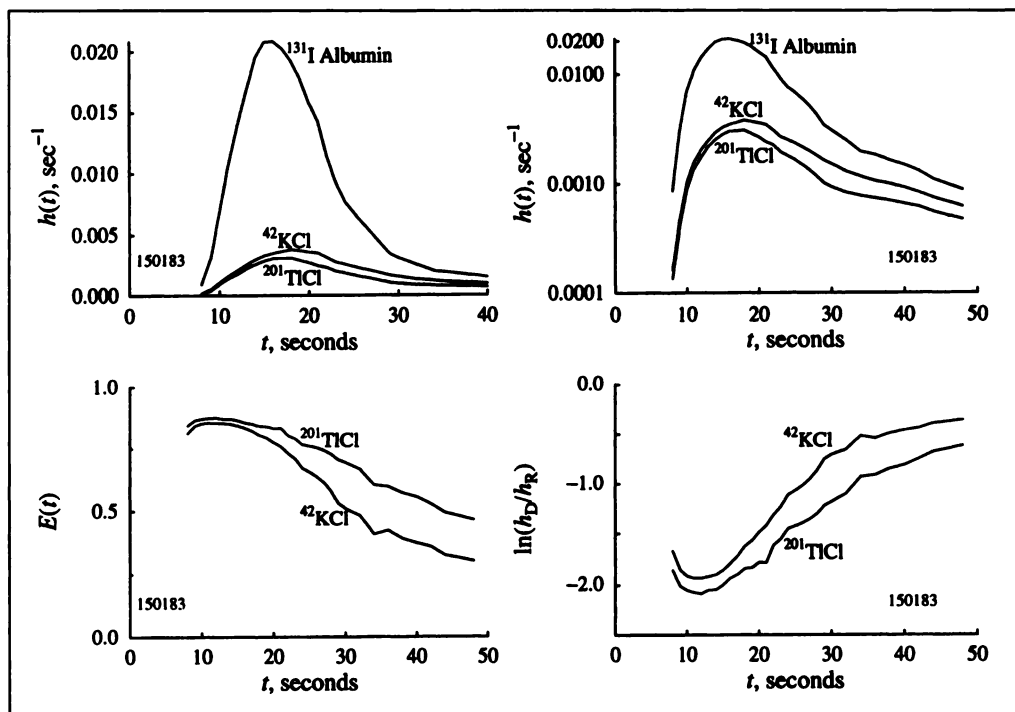 0.020
0.015
0.010
0.005
0.000
h(t), sec⁻¹
¹³¹I Albumin
⁴²KCl
²⁰¹TlCl
150183
0 10 20 30 40
t, seconds
0.0200
0.0100
0.0010
0.0001
h(t), sec⁻¹
¹³¹I Albumin
⁴²KCl
²⁰¹TlCl
150183
0 10 20 30 40 50
t, seconds
1.0
0.5
0.0
E(t)
²⁰¹TlCl
⁴²KCl
150183
0 10 20 30 40 50
t, seconds
0.0
−1.0
−2.0
ln(h_D/h_R)
⁴²KCl
²⁰¹TlCl
150183
0 10 20 30 40 50
t, seconds